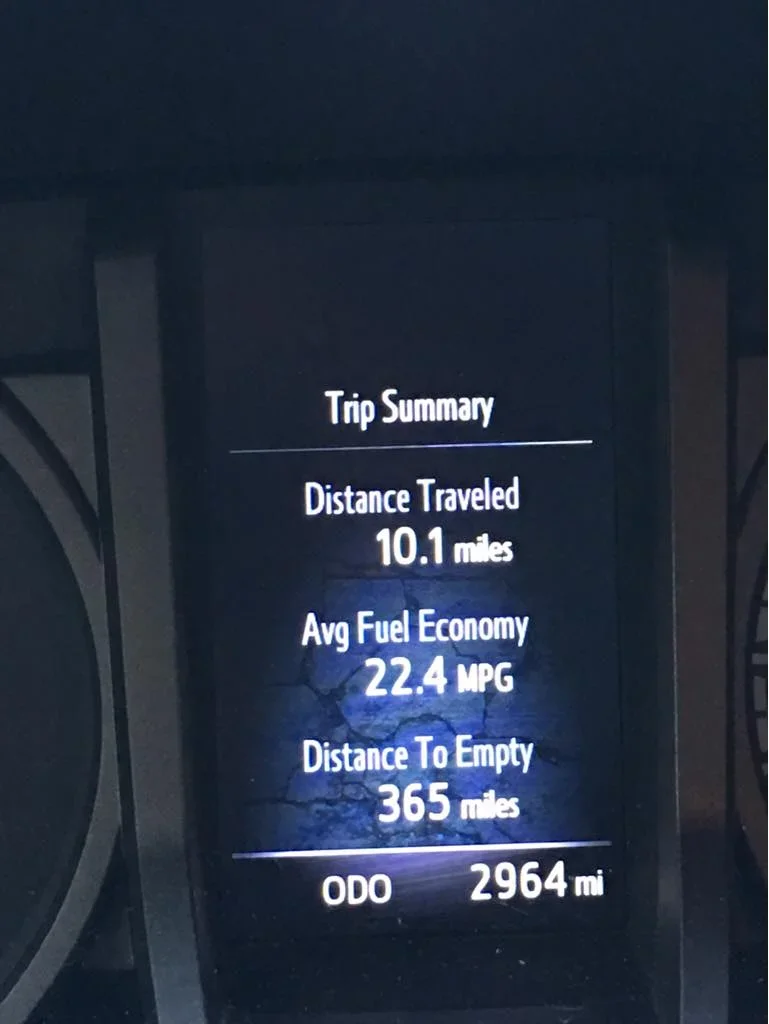 Trip Summary
Distance Traveled
10.1 miles
Avg Fuel Economy
22.4 MPG
Distance To Empty
365 miles
ODO 2964 mi